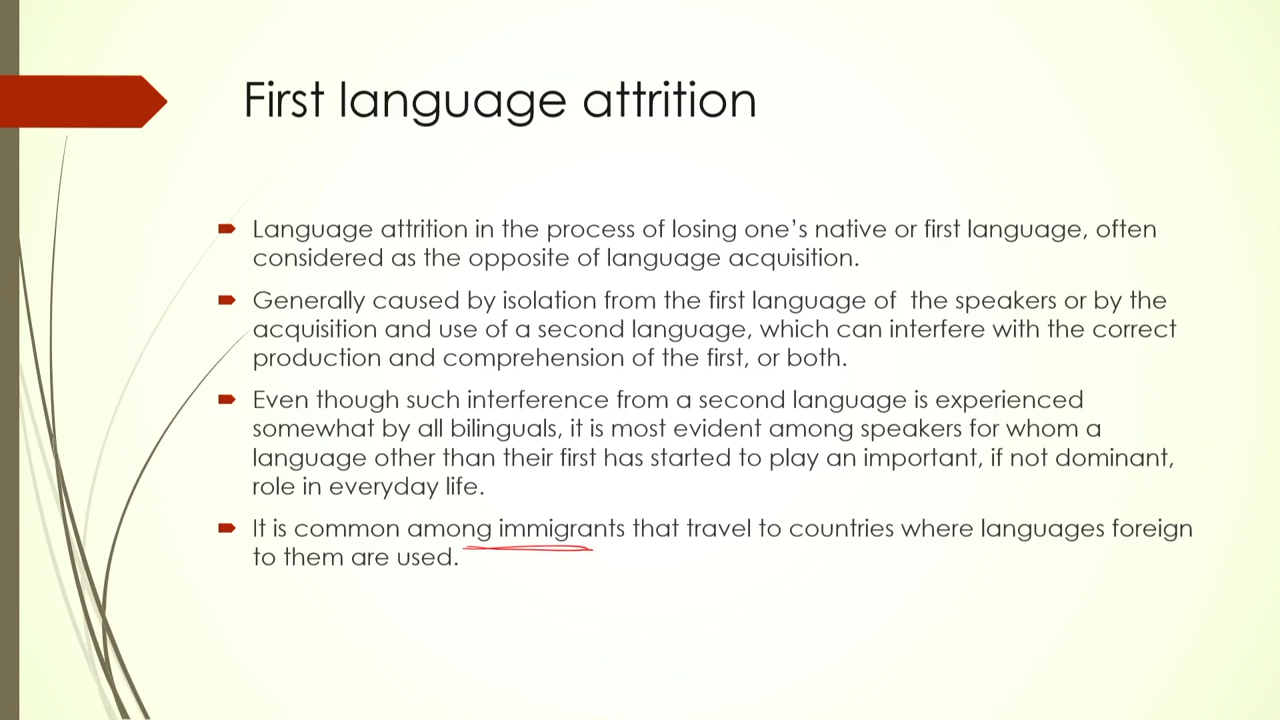 First language attrition
Language attrition in the process of losing one's native or first language, often
considered as the opposite of language acquisition.
Generally caused by isolation from the first language of  the speakers or by the
acquisition and use of a second language, which can interfere with the correct
production and comprehension of the first, or both.
Even though such interference from a second language is experienced
somewhat by all bilinguals, it is most evident among speakers for whom a
language other than their first has started to play an important, if not dominant,
role in everyday life.
It is common among immigrants that travel to countries where languages foreign
to them are used.